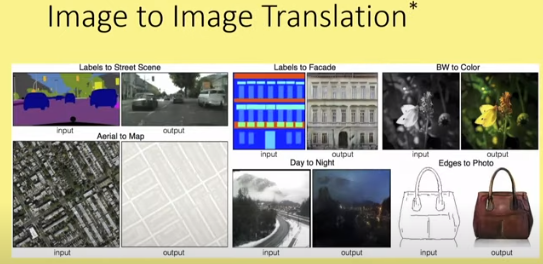 Image to Image Translation*
Labels to Street Scene
input
output
Aerial to Map
input
output
Labels to Facade
input
output
BW to Color
input
output
Day to Night
input
output
Edges to Photo
input
output